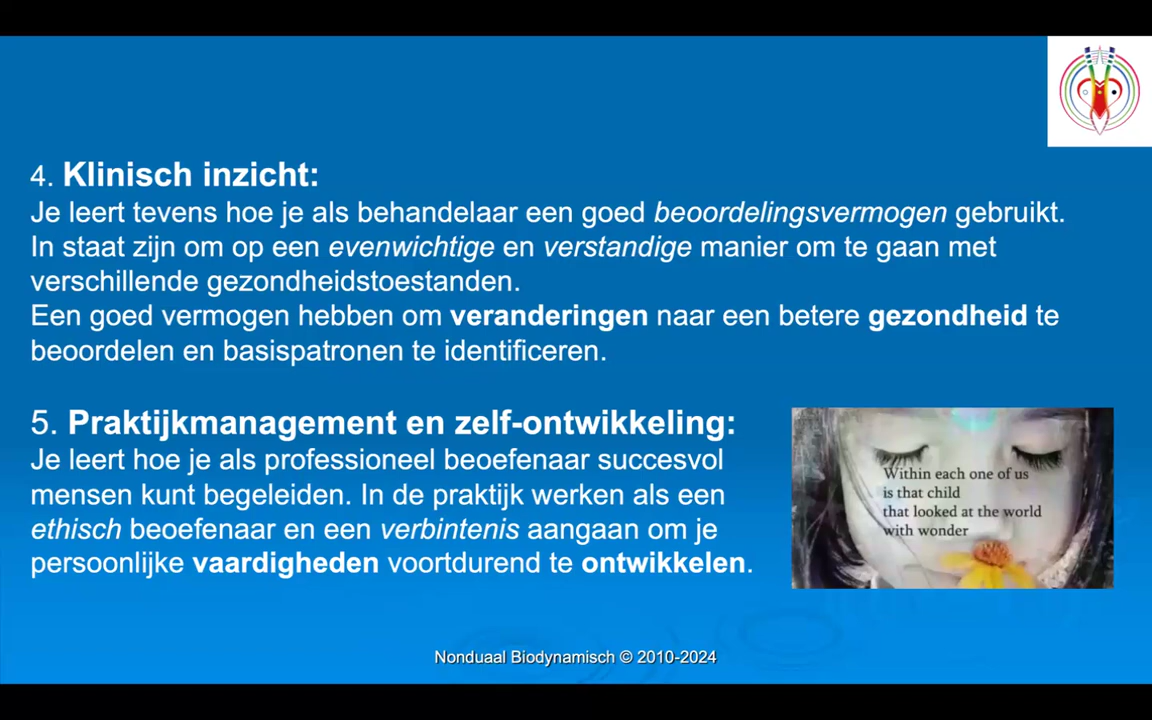 4. Klinisch inzicht:
Je leert tevens hoe je als behandelaar een goed beoordelingsvermogen gebruikt.
In staat zijn om op een evenwichtige en verstandige manier om te gaan met
verschillende gezondheidstoestanden.
Een goed vermogen hebben om veranderingen naar een betere gezondheid te
beoordelen en basispatronen te identificeren.
5. Praktijkmanagement en zelf-ontwikkeling:
Je leert hoe je als professioneel beoefenaar succesvol
mensen kunt begeleiden. In de praktijk werken als een
ethisch beoefenaar en een verbintenis aangaan om je
persoonlijke vaardigheden voortdurend te ontwikkelen.
Within each one of us
is that child
that looked at the world
with wonder
Nonduaal Biodynamisch © 2010-2024